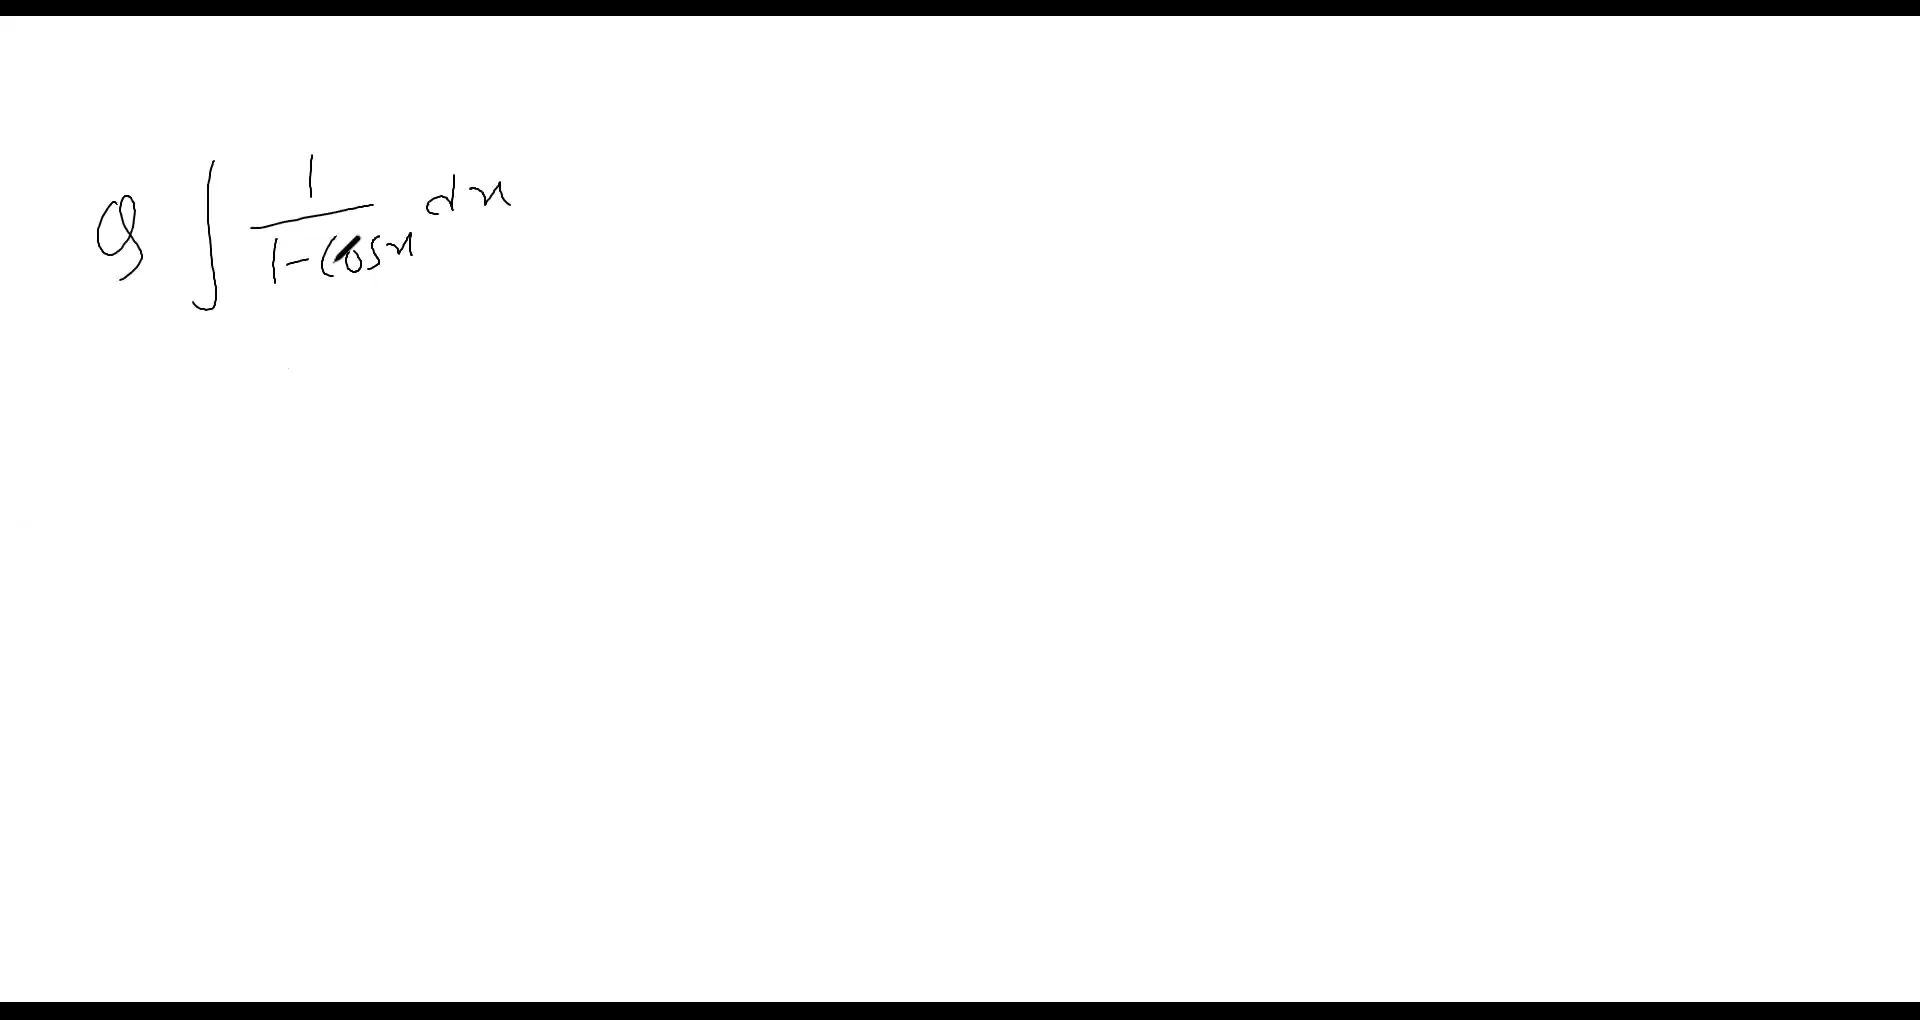 Q ∫ 1/(1-cosx) dx